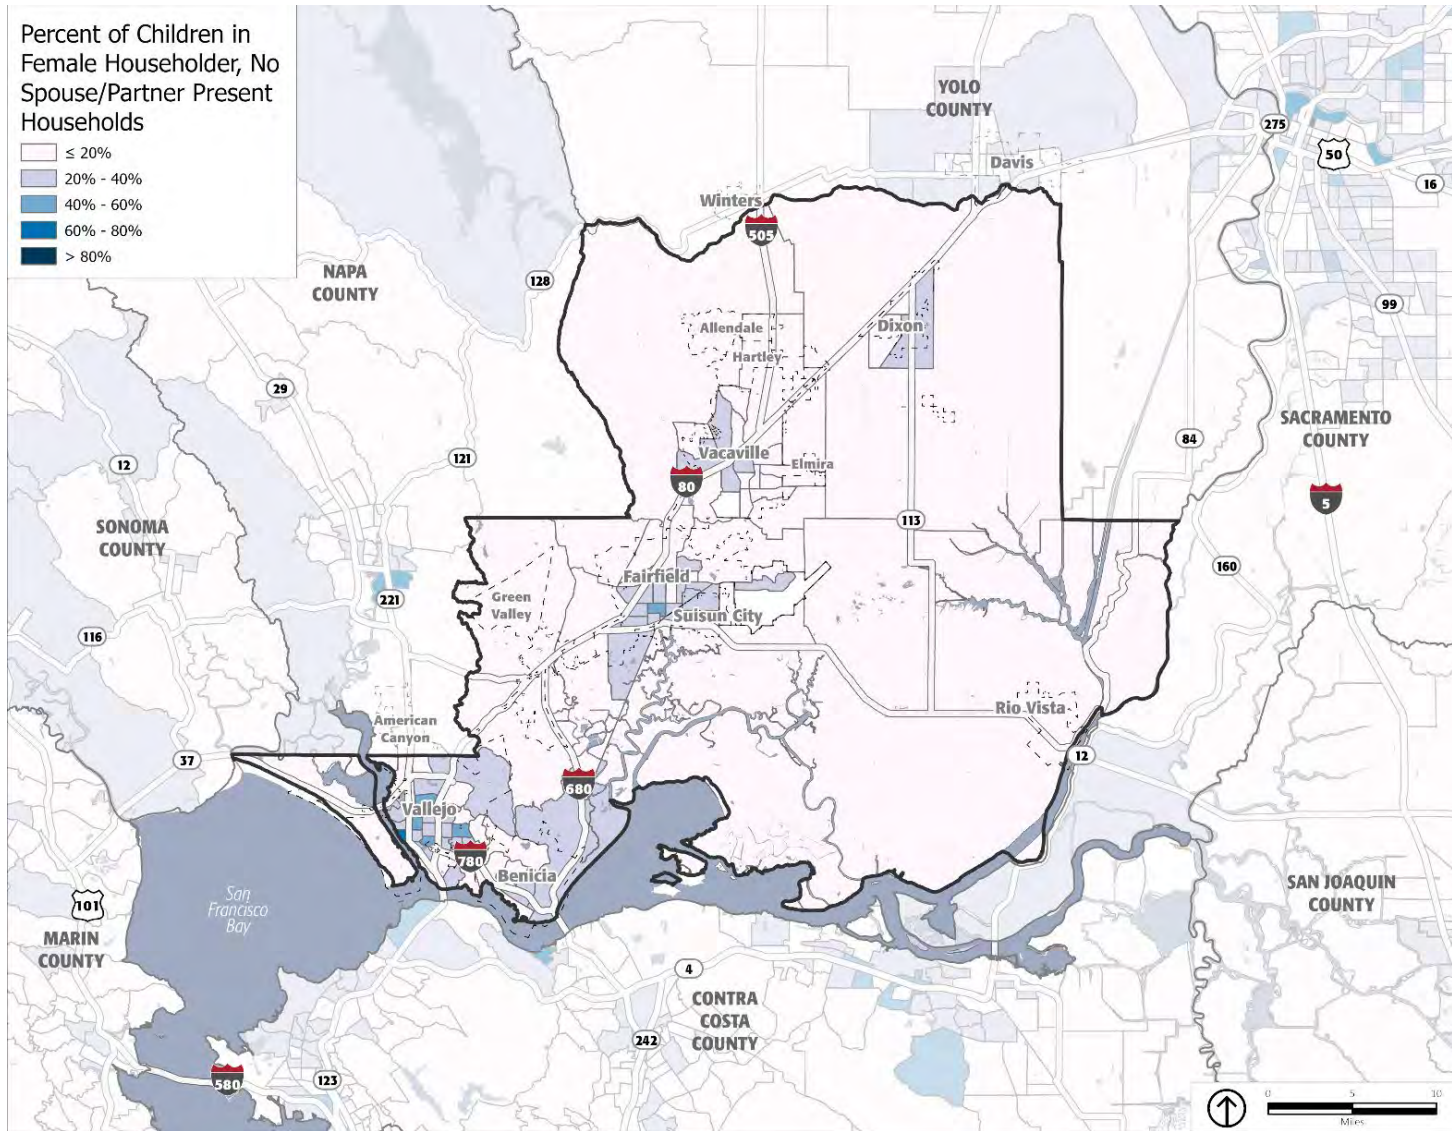 Percent of Children in
Female Householder, No
Spouse/Partner Present
Households
≤ 20%
20% - 40%
40% - 60%
60% - 80%
> 80%
YOLO
COUNTY
275
50
Davis
16
Winters
505
NAPA
COUNTY
128
99
Allendale
Dixon
Hartley
29
SACRAMENTO
COUNTY
84
121
12
Vacaville
Elmira
80
5
SONOMA
COUNTY
113
160
Fairfield
221
Green
Valley
Suisun City
116
Rio Vista
American
Canyon
37
12
680
Vallejo
780
Benicia
San
Francisco
Bay
101
SAN JOAQUIN
COUNTY
MARIN
COUNTY
4
CONTRA
COSTA
COUNTY
242
580
123
0 5 10
Miles